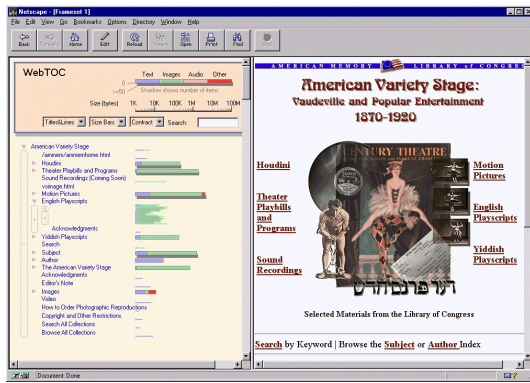 Netscape - [Frameset 1]
File Edit View Go Bookmarks Options Directory Window Help
Back Forward Home Edit Reload Images Open Print Find Stop
WebTOC
Text Images Audio Other
0
>=50 Shadow shows number of items
Size (bytes) 1K 10K 100K 1M 10M 100M
Titles&Lines Size Bars Contract Search:
American Variety Stage
/ammem/ammemhome.html
Houdini
Theater Playbills and Programs
Sound Recordings (Coming Soon)
vsimage.html
Motion Pictures
English Playscripts
Acknowledgments
Yiddish Playscripts
Search
Subject
Author
The American Variety Stage
Acknowledgments
Editor's Note
Images
Video
How to Order Photographic Reproductions
Copyright and Other Restrictions
Search All Collections
Browse All Collections
AMERICAN MEMORY LIBRARY of CONGRES
American Variety Stage:
Vaudeville and Popular Entertainment
1870-1920
Houdini
Theater
Playbills
and
Programs
Sound
Recordings
CENTURY THEATRE
Motion
Pictures
English
Playscripts
Yiddish
Playscripts
Selected Materials from the Library of Congress
Search by Keyword | Browse the Subject or Author Index
Document: Done